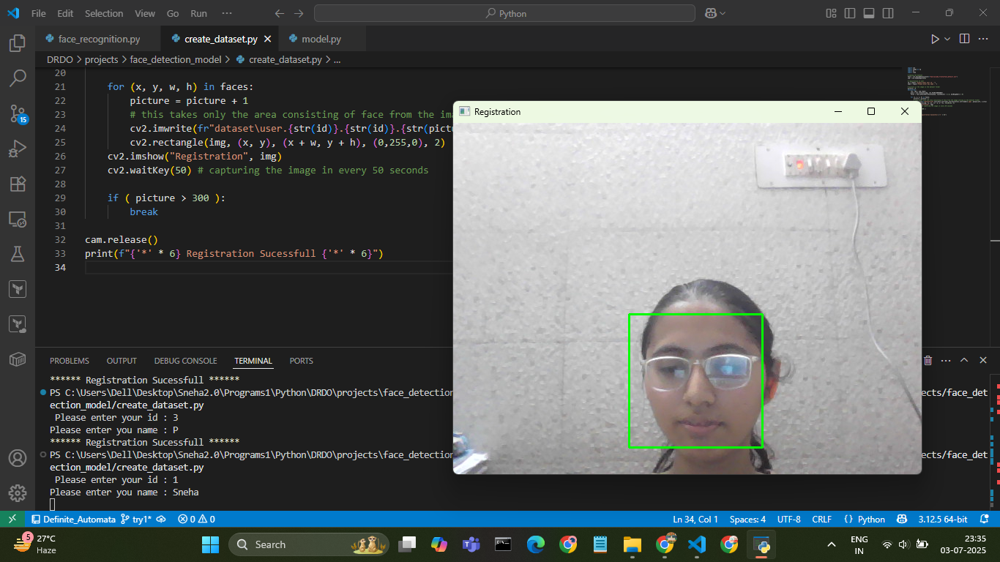 File Edit Selection View Go Run ··· Python
face_recognition.py create_dataset.py model.py
DRDO > projects > face_detection_model > create_dataset.py > ...
20
21 for (x, y, w, h) in faces:
22 picture = picture + 1
23 # this takes only the area consisting of face from the
24 cv2.imwrite(fr"dataset\user.{str(id)}.{str(id)}.{str(pictu
25 cv2.rectangle(img, (x, y), (x + w, y + h), (0,255,0), 2)
26 cv2.imshow("Registration", img)
27 cv2.waitKey(50) # capturing the image in every 50 seconds
28
29 if ( picture > 300 ):
30 break
31
32 cam.release()
33 print(f"{'*' * 6} Registration Sucessfull {'*' * 6}")
34
Registration
PROBLEMS OUTPUT DEBUG CONSOLE TERMINAL PORTS
****** Registration Sucessfull ******
PS C:\Users\Dell\Desktop\Sneha2.0\Programs1\Python\DRDO\projects\face_detection ects/face_det
ection_model/create_dataset.py
Please enter your id : 3
Please enter you name : P
****** Registration Sucessfull ******
PS C:\Users\Dell\Desktop\Sneha2.0\Programs1\Python\DRDO\projects\face_detection ects/face_det
ection_model/create_dataset.py
Please enter your id : 1
Please enter you name : Sneha
15
Definite_Automata try1* 0 0 Ln 34, Col 1 Spaces: 4 UTF-8 CRLF {} Python 3.12.5 64-bit
5 27°C
Haze
Search
ENG
IN
23:35
03-07-2025